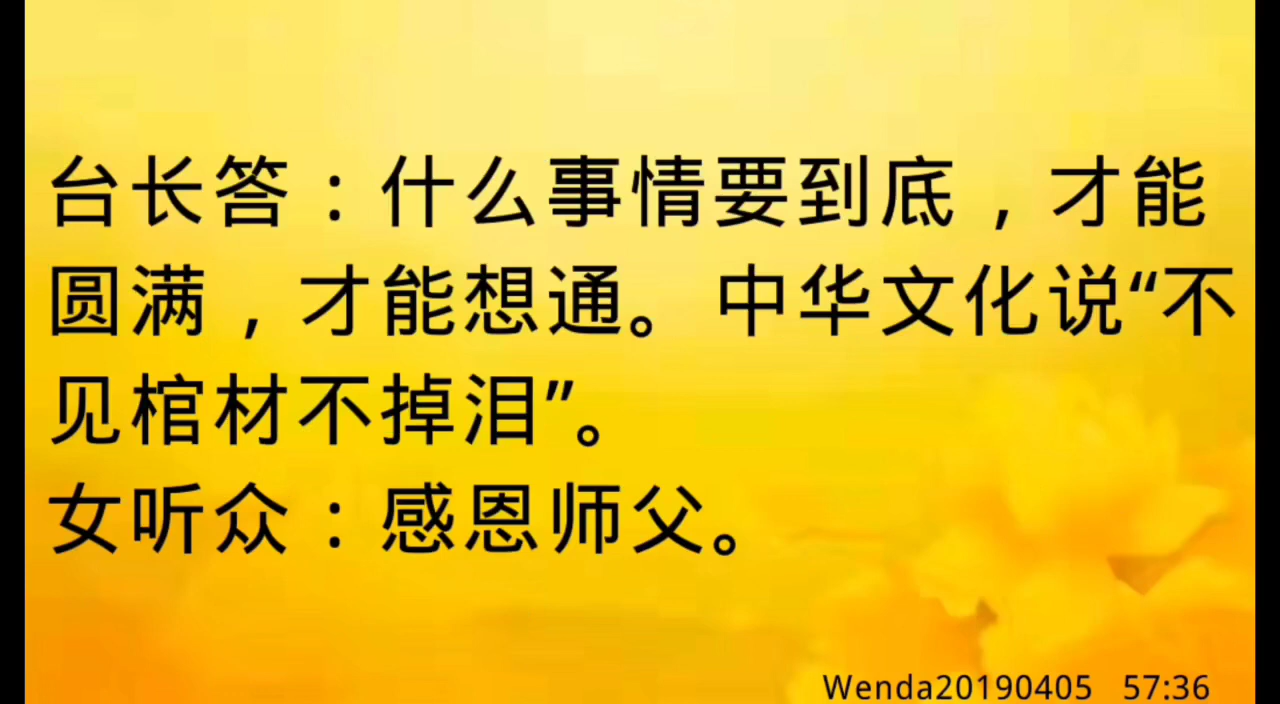 台长答：什么事情要到底，才能
圆满，才能想通。中华文化说“不
见棺材不掉泪”。
女听众：感恩师父。
Wenda20190405 57:36